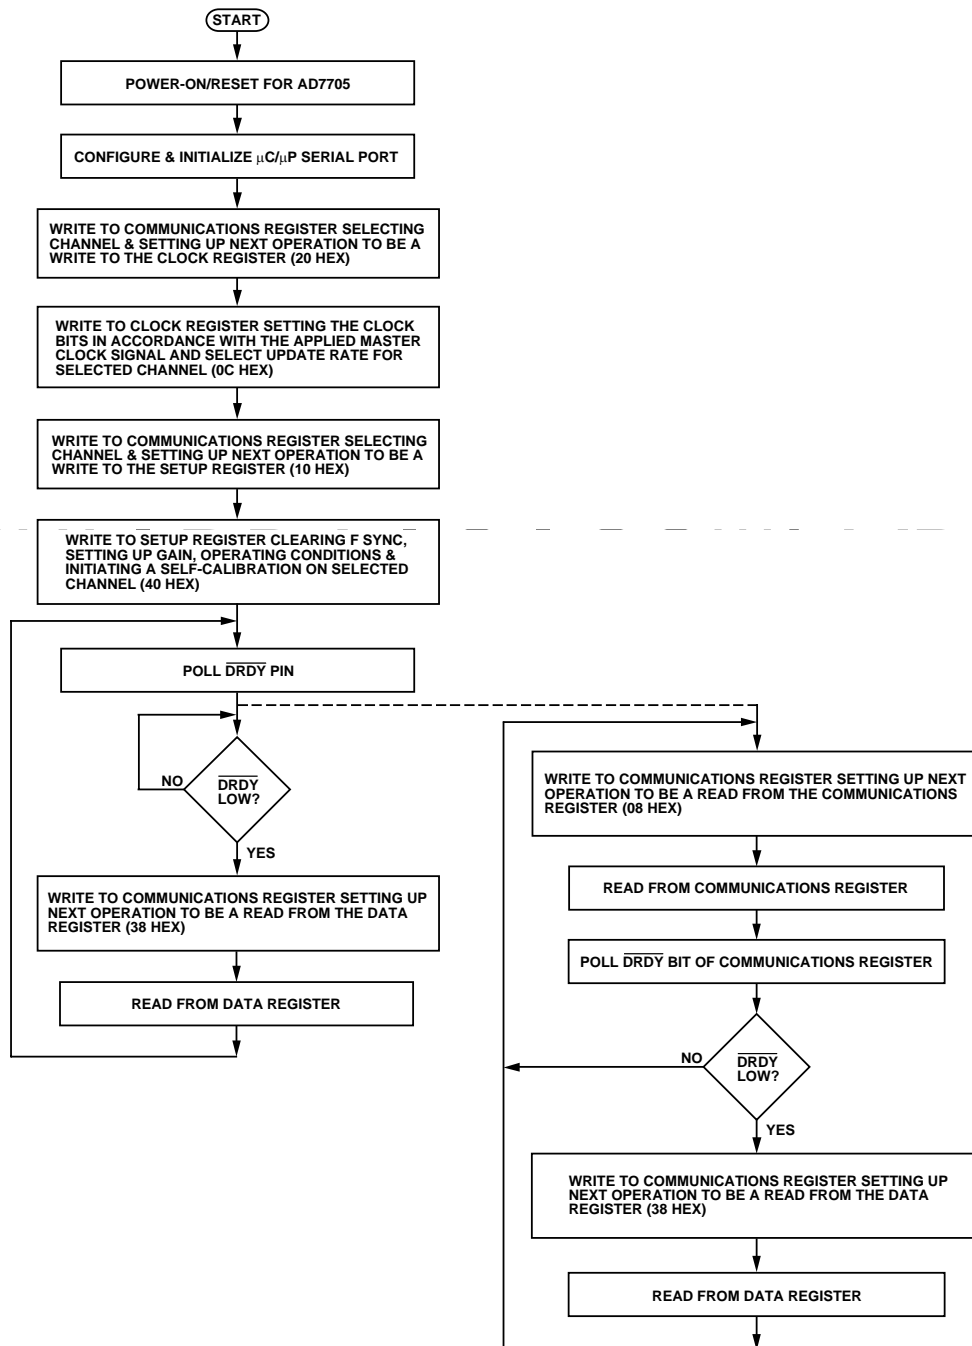 START
POWER-ON/RESET FOR AD7705
CONFIGURE & INITIALIZE μC/μP SERIAL PORT
WRITE TO COMMUNICATIONS REGISTER SELECTING
CHANNEL & SETTING UP NEXT OPERATION TO BE A
WRITE TO THE CLOCK REGISTER (20 HEX)
WRITE TO CLOCK REGISTER SETTING THE CLOCK
BITS IN ACCORDANCE WITH THE APPLIED MASTER
CLOCK SIGNAL AND SELECT UPDATE RATE FOR
SELECTED CHANNEL (0C HEX)
WRITE TO COMMUNICATIONS REGISTER SELECTING
CHANNEL & SETTING UP NEXT OPERATION TO BE A
WRITE TO THE SETUP REGISTER (10 HEX)
WRITE TO SETUP REGISTER CLEARING F SYNC,
SETTING UP GAIN, OPERATING CONDITIONS &
INITIATING A SELF-CALIBRATION ON SELECTED
CHANNEL (40 HEX)
POLL DRDY PIN
NO
DRDY
LOW?
YES
WRITE TO COMMUNICATIONS REGISTER SETTING UP
NEXT OPERATION TO BE A READ FROM THE DATA
REGISTER (38 HEX)
READ FROM DATA REGISTER
WRITE TO COMMUNICATIONS REGISTER SETTING UP NEXT
OPERATION TO BE A READ FROM THE COMMUNICATIONS
REGISTER (08 HEX)
READ FROM COMMUNICATIONS REGISTER
POLL DRDY BIT OF COMMUNICATIONS REGISTER
NO
DRDY
LOW?
YES
WRITE TO COMMUNICATIONS REGISTER SETTING UP
NEXT OPERATION TO BE A READ FROM THE DATA
REGISTER (38 HEX)
READ FROM DATA REGISTER